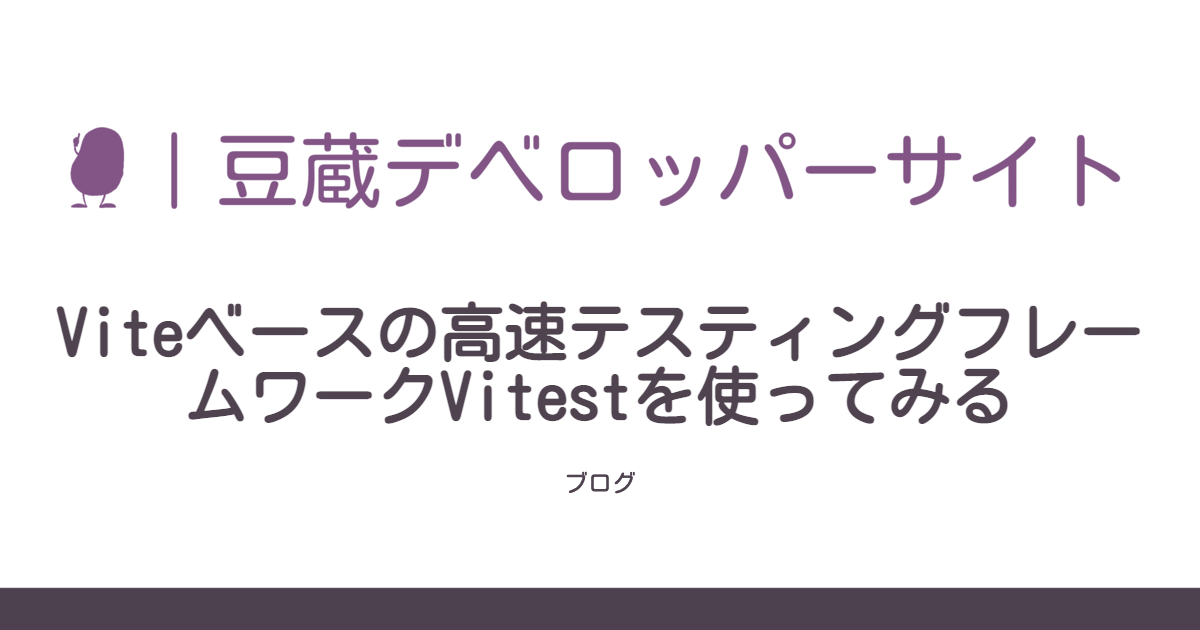 |豆蔵デベロッパーサイト
Viteベースの高速テスティングフレー
ムワークVitestを使ってみる
ブログ